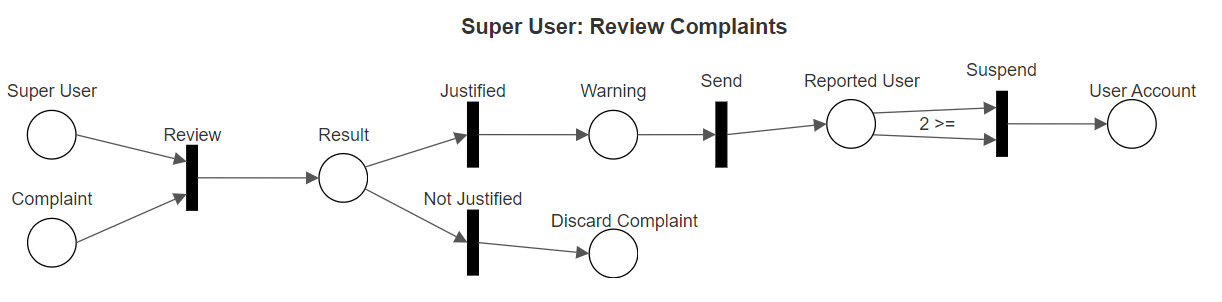 Super User: Review Complaints
Super User
Complaint
Review
Result
Justified
Not Justified
Warning
Discard Complaint
Send
Reported User
2 >=
Suspend
User Account